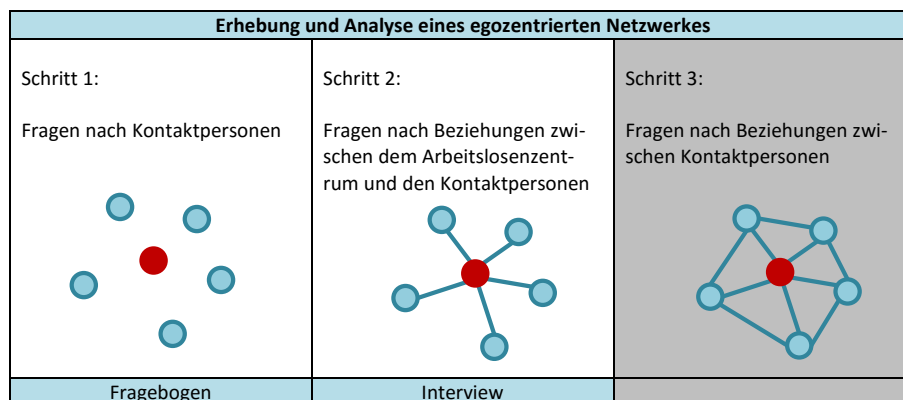 Erhebung und Analyse eines egozentrierten Netzwerkes
Schritt 1:
Fragen nach Kontaktpersonen
Schritt 2:
Fragen nach Beziehungen zwi-
schen dem Arbeitslosenzent-
rum und den Kontaktpersonen
Schritt 3:
Fragen nach Beziehungen zwi-
schen Kontaktpersonen
Fragebogen
Interview